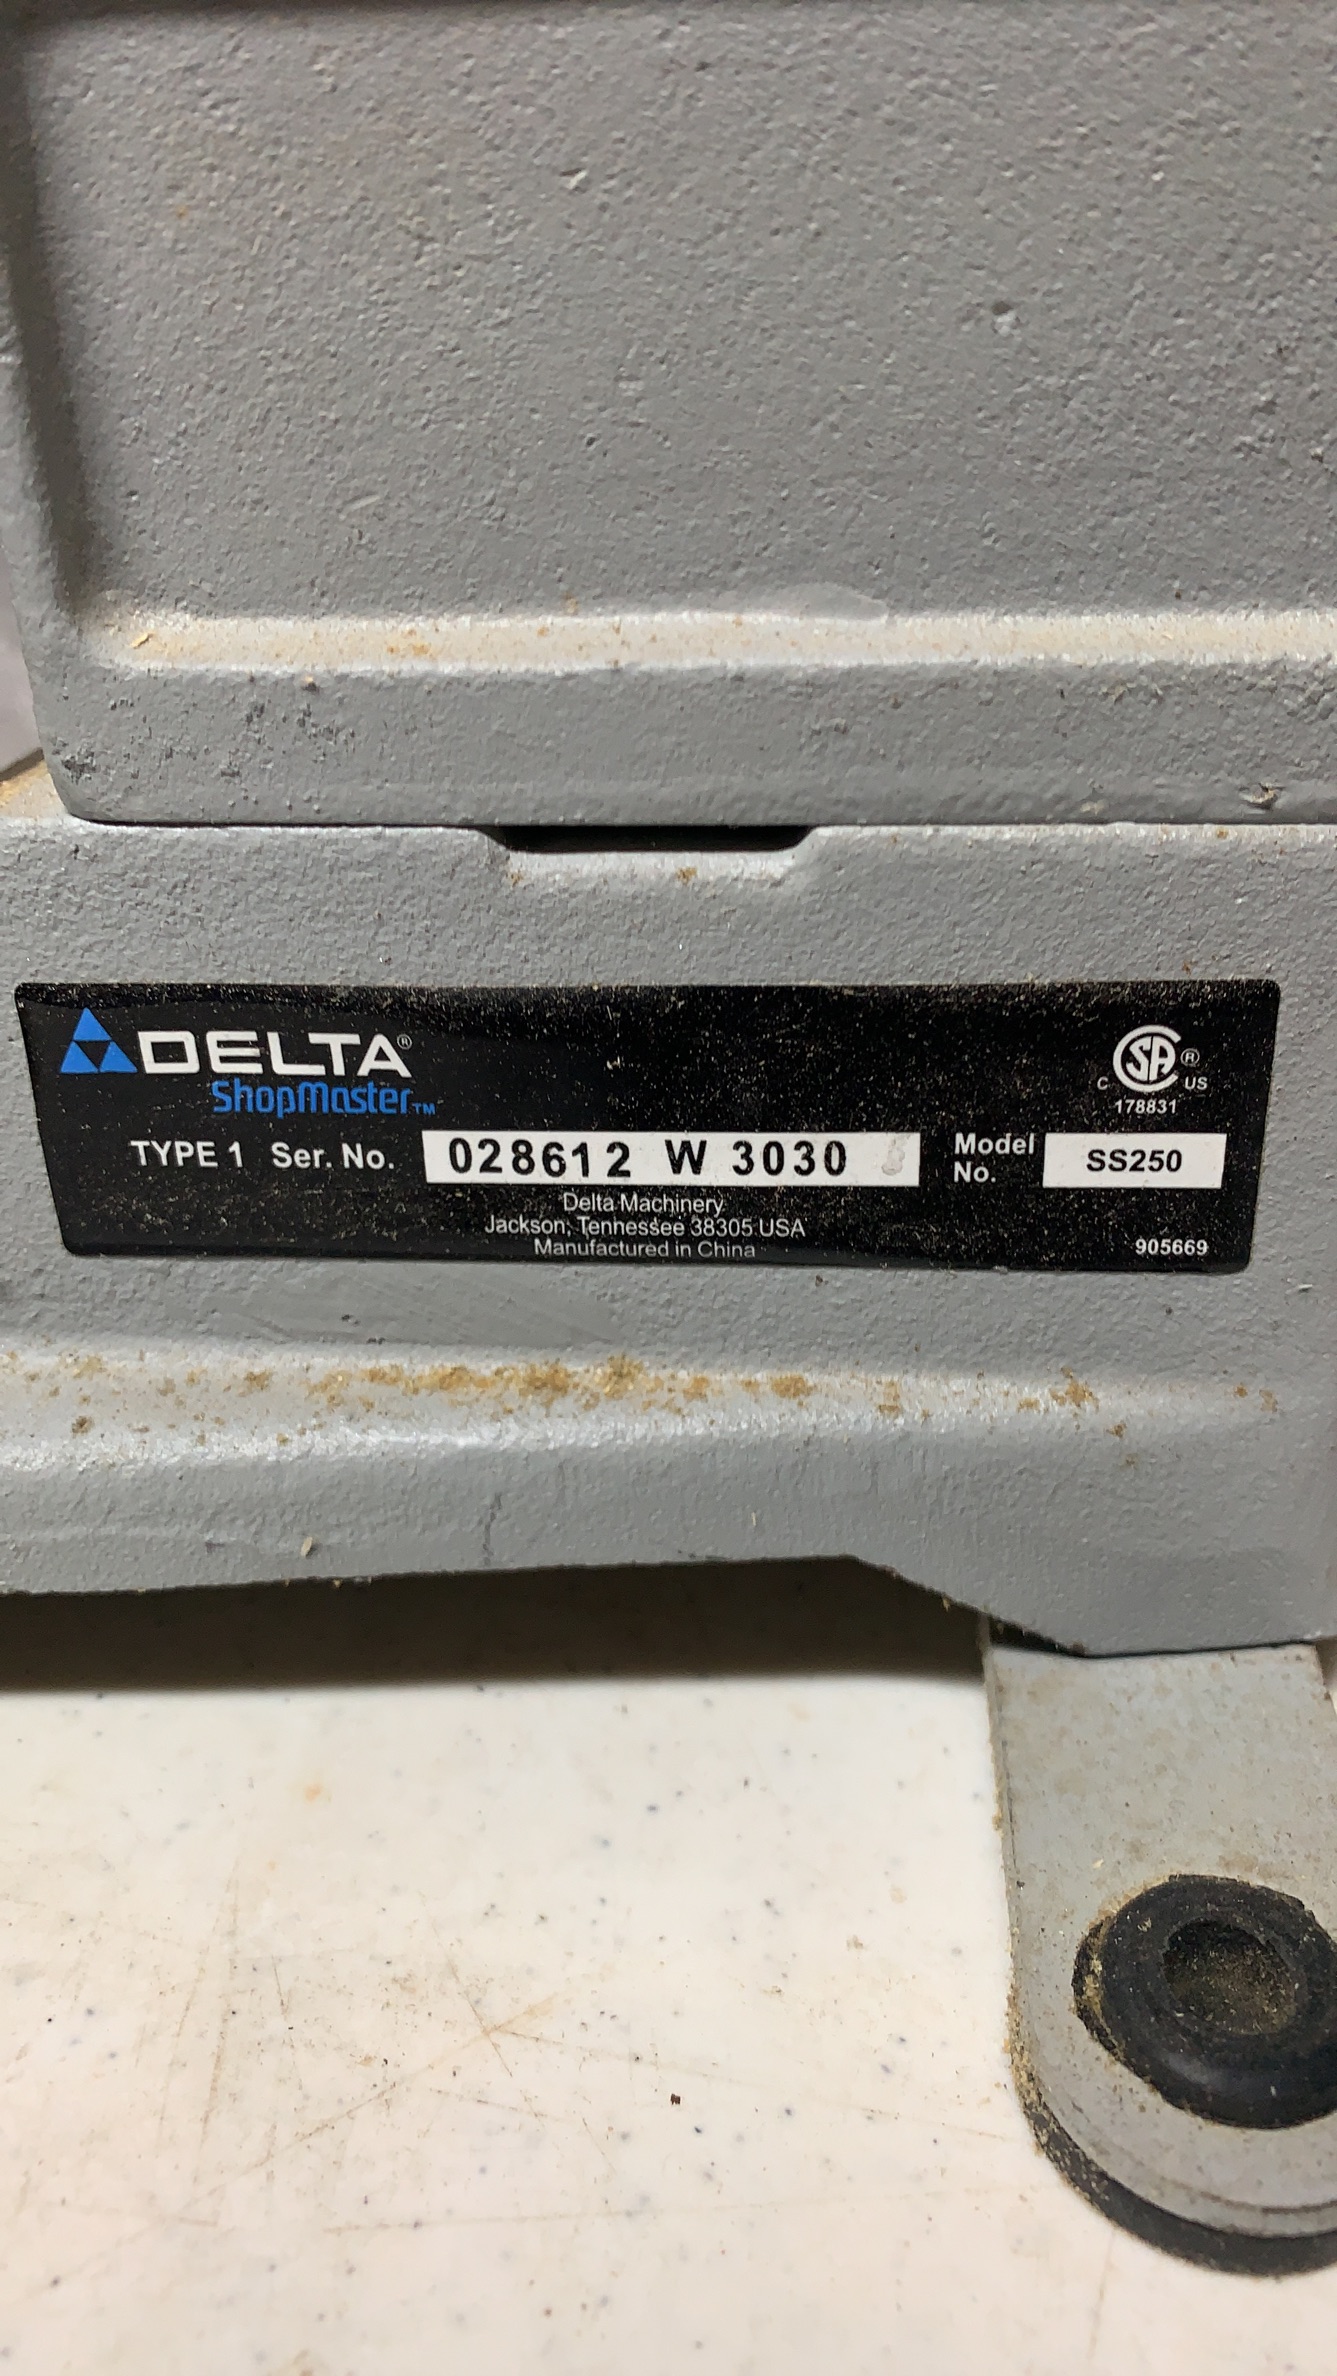 DELTA®
ShopMaster™
CSA®
C US
178831
TYPE 1 Ser. No. 028612 W 3030
Model No. SS250
Delta Machinery
Jackson, Tennessee 38305 USA
Manufactured in China
905669